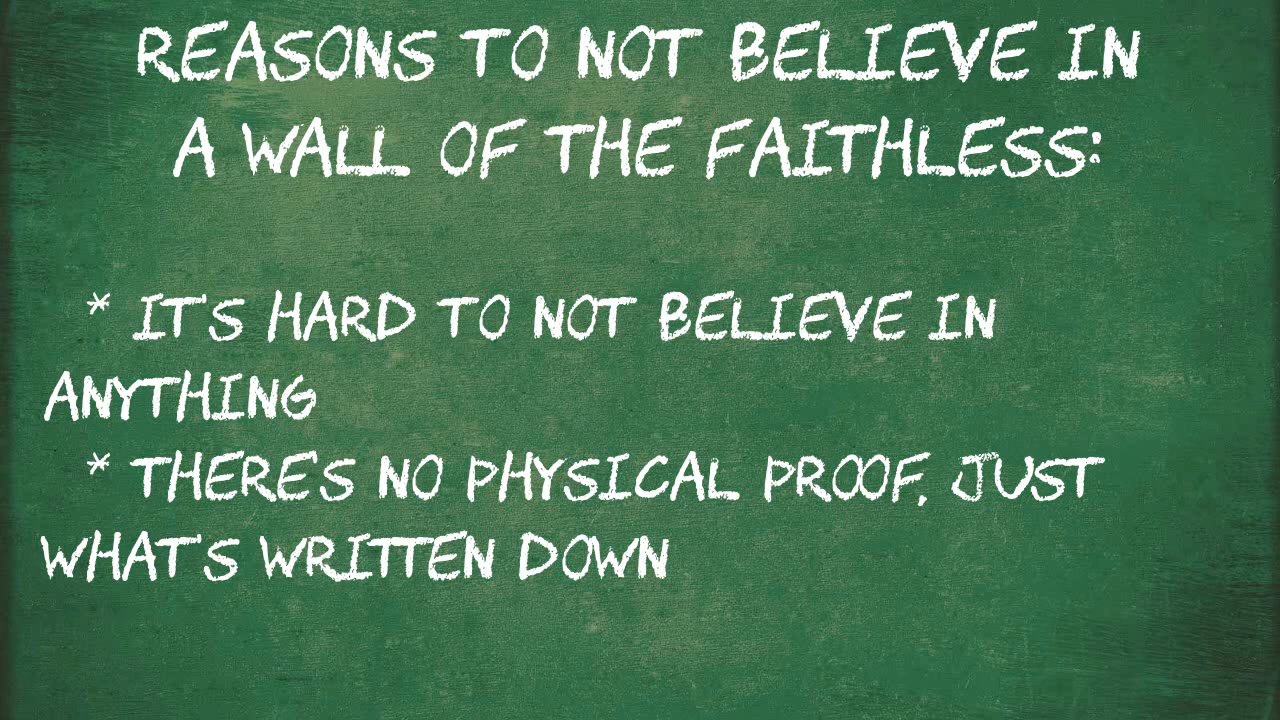 REASONS TO NOT BELIEVE IN
A WALL OF THE FAITHLESS:
* IT'S HARD TO NOT BELIEVE IN
ANYTHING
* THERE'S NO PHYSICAL PROOF, JUST
WHAT'S WRITTEN DOWN